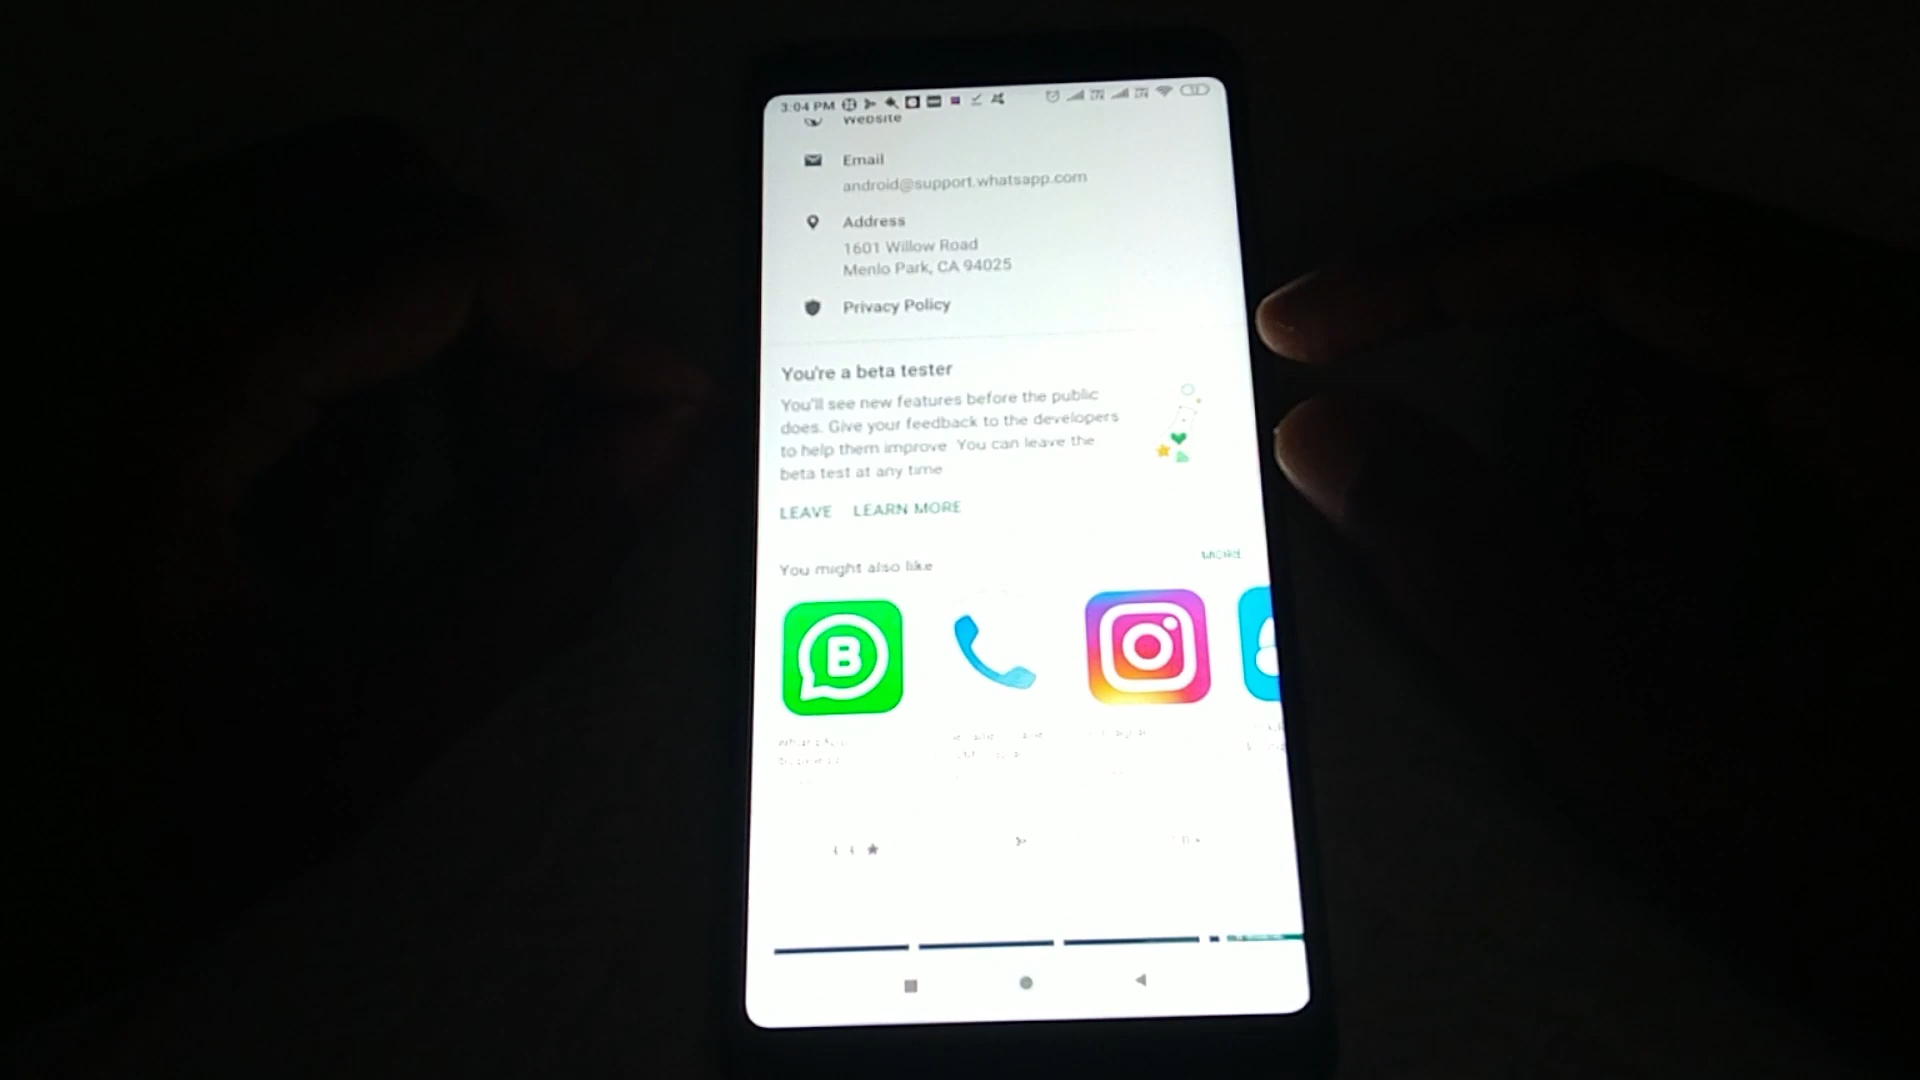 3:04 PM
Website
Email
android@support.whatsapp.com
Address
1601 Willow Road
Menlo Park, CA 94025
Privacy Policy
You're a beta tester
You'll see new features before the public
does. Give your feedback to the developers
to help them improve. You can leave the
beta test at any time
LEAVE LEARN MORE
You might also like
MORE
B